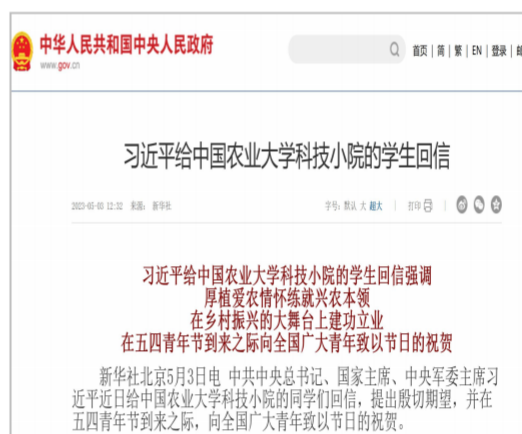 中华人民共和国中央人民政府
www.gov.cn
首页 | 简 | 繁 | EN | 登录 |
习近平给中国农业大学科技小院的学生回信
2023-05-03 12:32 来源： 新华社 字号：默认 大 超大 | 打印 |
习近平给中国农业大学科技小院的学生回信强调
厚植爱农情怀练就兴农本领
在乡村振兴的大舞台上建功立业
在五四青年节到来之际向全国广大青年致以节日的祝贺
新华社北京5月3日电 中共中央总书记、国家主席、中央军委主席习
近平近日给中国农业大学科技小院的同学们回信，提出殷切期望，并在
五四青年节到来之际，向全国广大青年致以节日的祝贺。